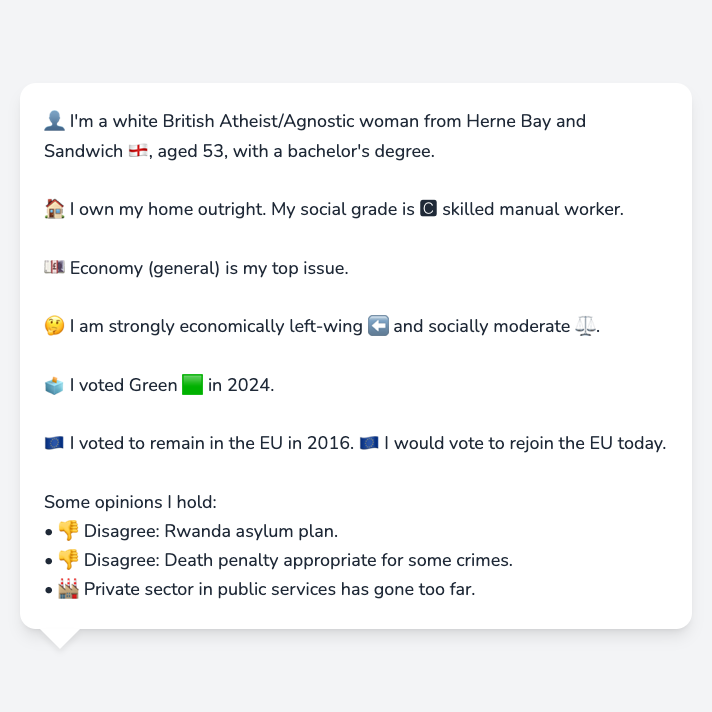 👤 I'm a white British Atheist/Agnostic woman from Herne Bay and
Sandwich 🏴󠁧󠁢󠁥󠁮󠁧󠁿, aged 53, with a bachelor's degree.
🏠 I own my home outright. My social grade is 🅲 skilled manual worker.
💷 Economy (general) is my top issue.
🤔 I am strongly economically left-wing ⬅️ and socially moderate ⚖️.
🗳️ I voted Green 🟩 in 2024.
🇪🇺 I voted to remain in the EU in 2016. 🇪🇺 I would vote to rejoin the EU today.
Some opinions I hold:
• 👎 Disagree: Rwanda asylum plan.
• 👎 Disagree: Death penalty appropriate for some crimes.
• 🏭 Private sector in public services has gone too far.